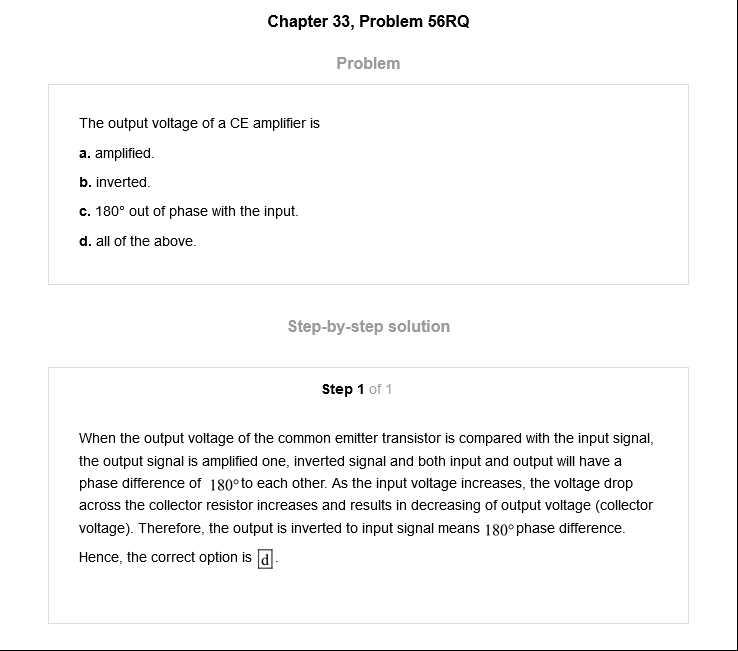 Chapter 33, Problem 56RQ
Problem
The output voltage of a CE amplifier is
a. amplified.
b. inverted.
c. 180° out of phase with the input.
d. all of the above.
Step-by-step solution
Step 1 of 1
When the output voltage of the common emitter transistor is compared with the input signal,
the output signal is amplified one, inverted signal and both input and output will have a
phase difference of 180° to each other. As the input voltage increases, the voltage drop
across the collector resistor increases and results in decreasing of output voltage (collector
voltage). Therefore, the output is inverted to input signal means 180° phase difference.
Hence, the correct option is d.